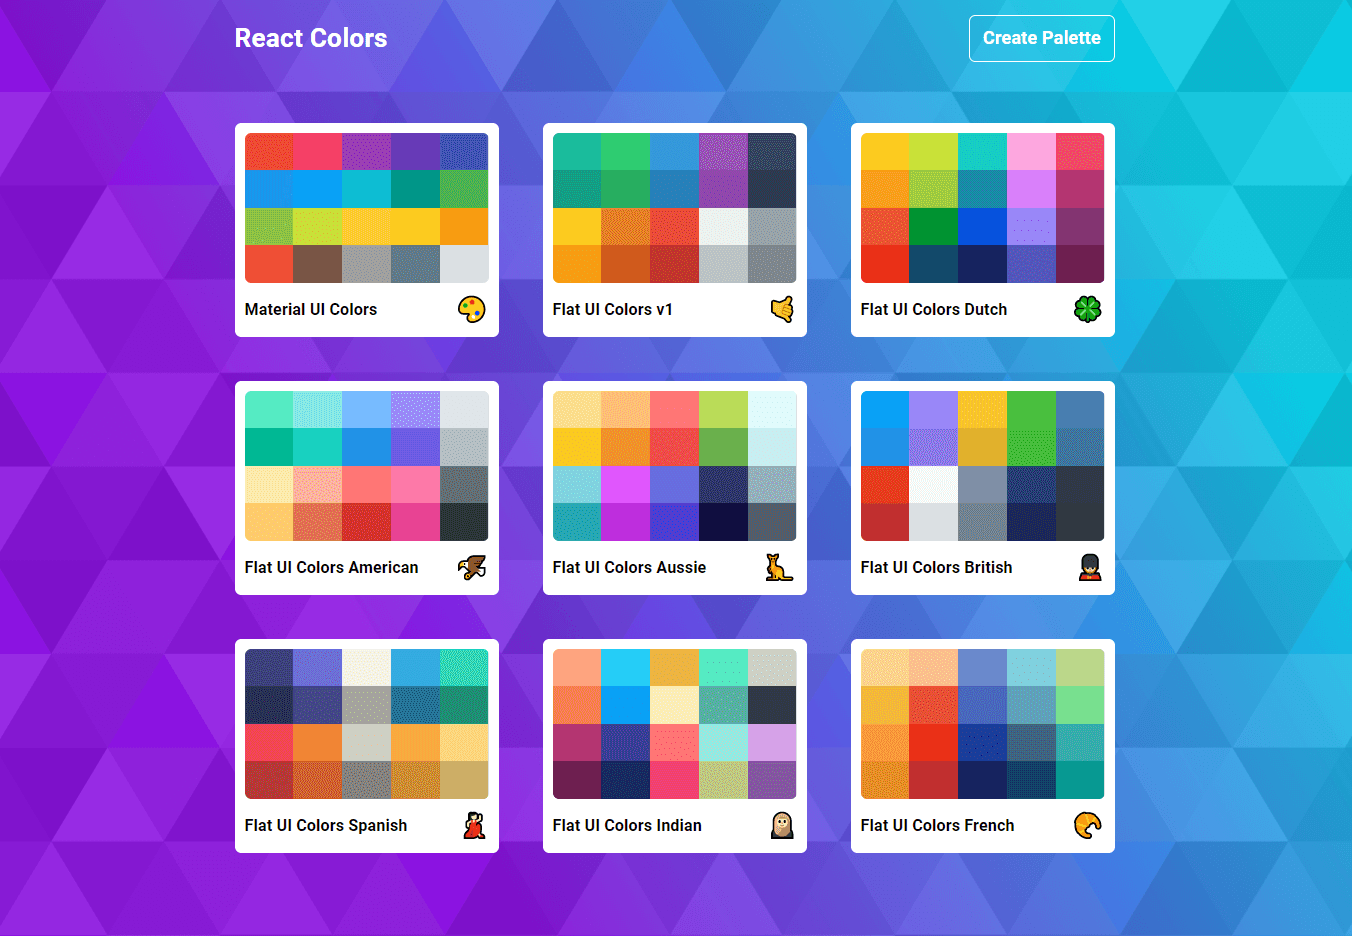 React Colors
Create Palette
Material UI Colors
Flat UI Colors v1
Flat UI Colors Dutch
Flat UI Colors American
Flat UI Colors Aussie
Flat UI Colors British
Flat UI Colors Spanish
Flat UI Colors Indian
Flat UI Colors French